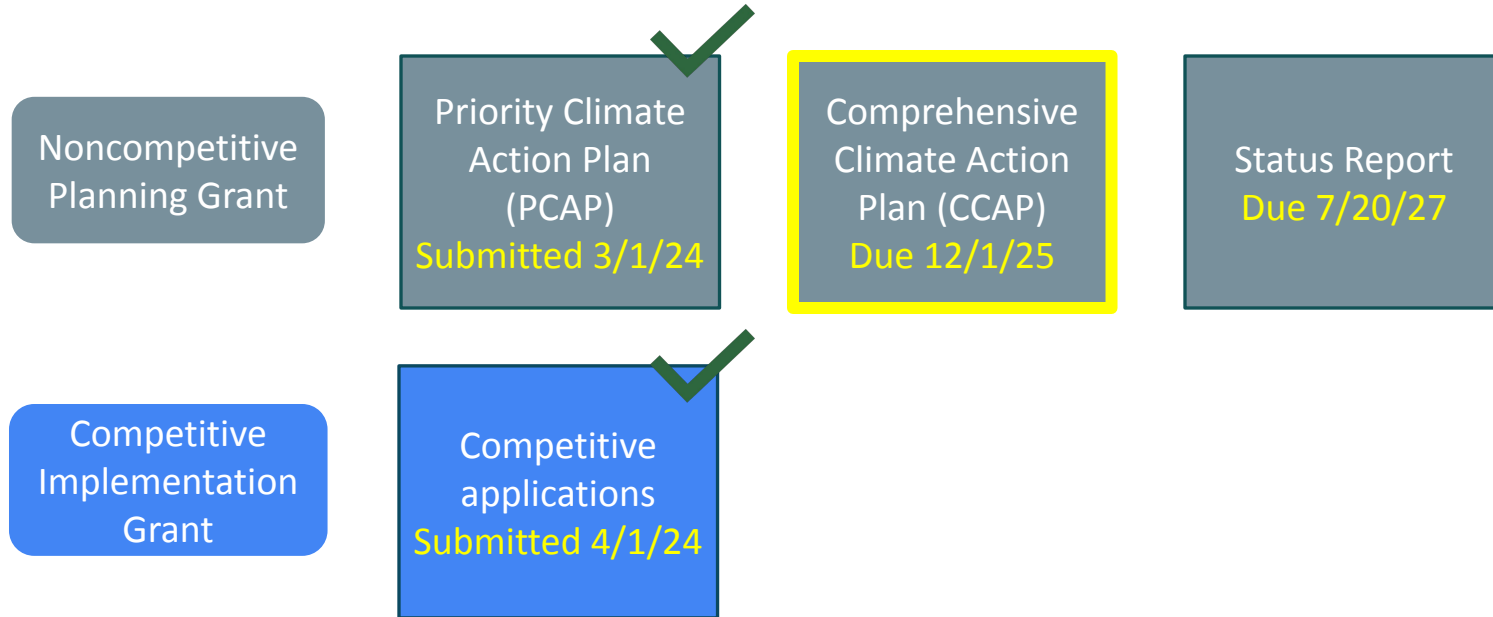 Noncompetitive
Planning Grant
Priority Climate
Action Plan
(PCAP)
Submitted 3/1/24
Comprehensive
Climate Action
Plan (CCAP)
Due 12/1/25
Status Report
Due 7/20/27
Competitive
Implementation
Grant
Competitive
applications
Submitted 4/1/24